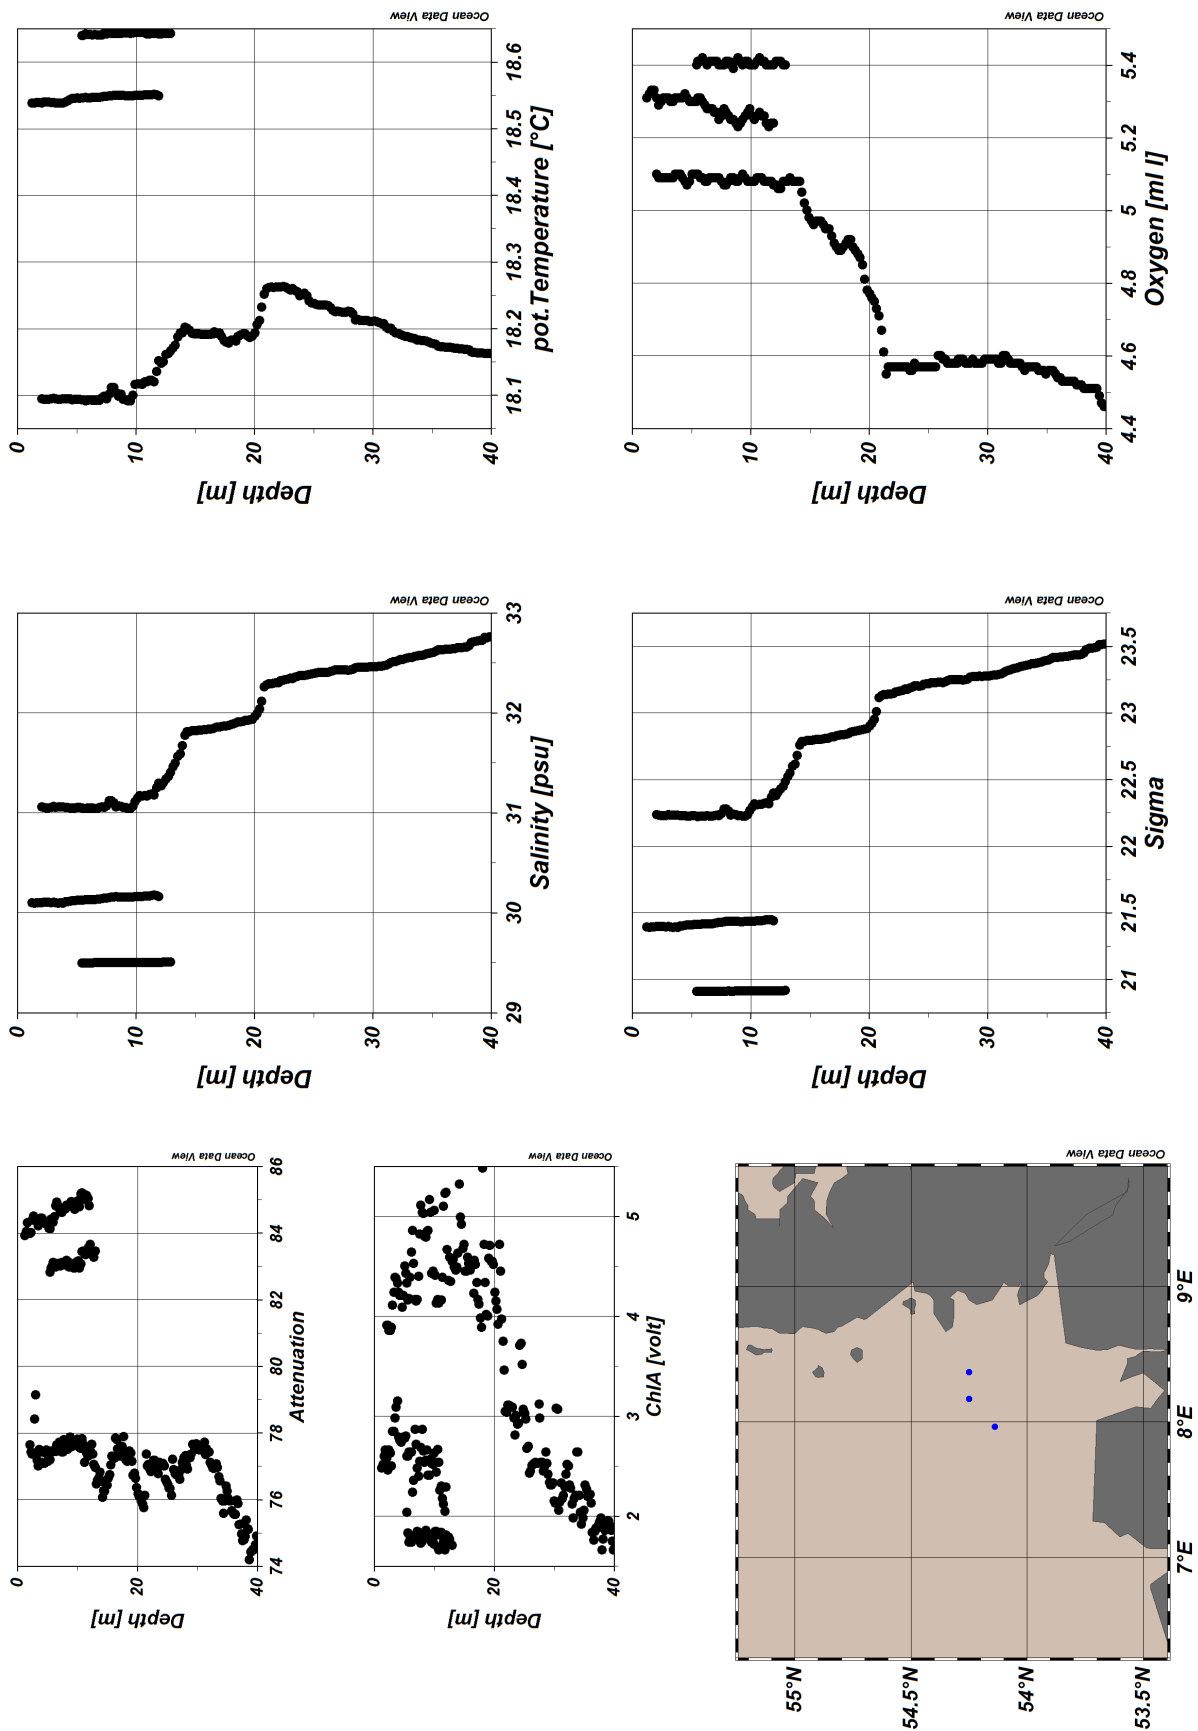 Depth [m]
0
20
40
74
76
78
80
82
84
86
Attenuation
Ocean Data View
Depth [m]
0
20
40
2
3
4
5
ChlA [volt]
Ocean Data View
55°N
54.5°N
54°N
53.5°N
7°E
8°E
9°E
Ocean Data View
Depth [m]
0
10
20
30
40
29
30
31
32
33
Salinity [psu]
Ocean Data View
Depth [m]
0
10
20
30
40
21
21.5
22
22.5
23
23.5
Sigma
Ocean Data View
Depth [m]
0
10
20
30
40
18.1
18.2
18.3
18.4
18.5
18.6
pot.Temperature [°C]
Ocean Data View
Depth [m]
0
10
20
30
40
4.4
4.6
4.8
5
5.2
5.4
Oxygen [ml l]
Ocean Data View